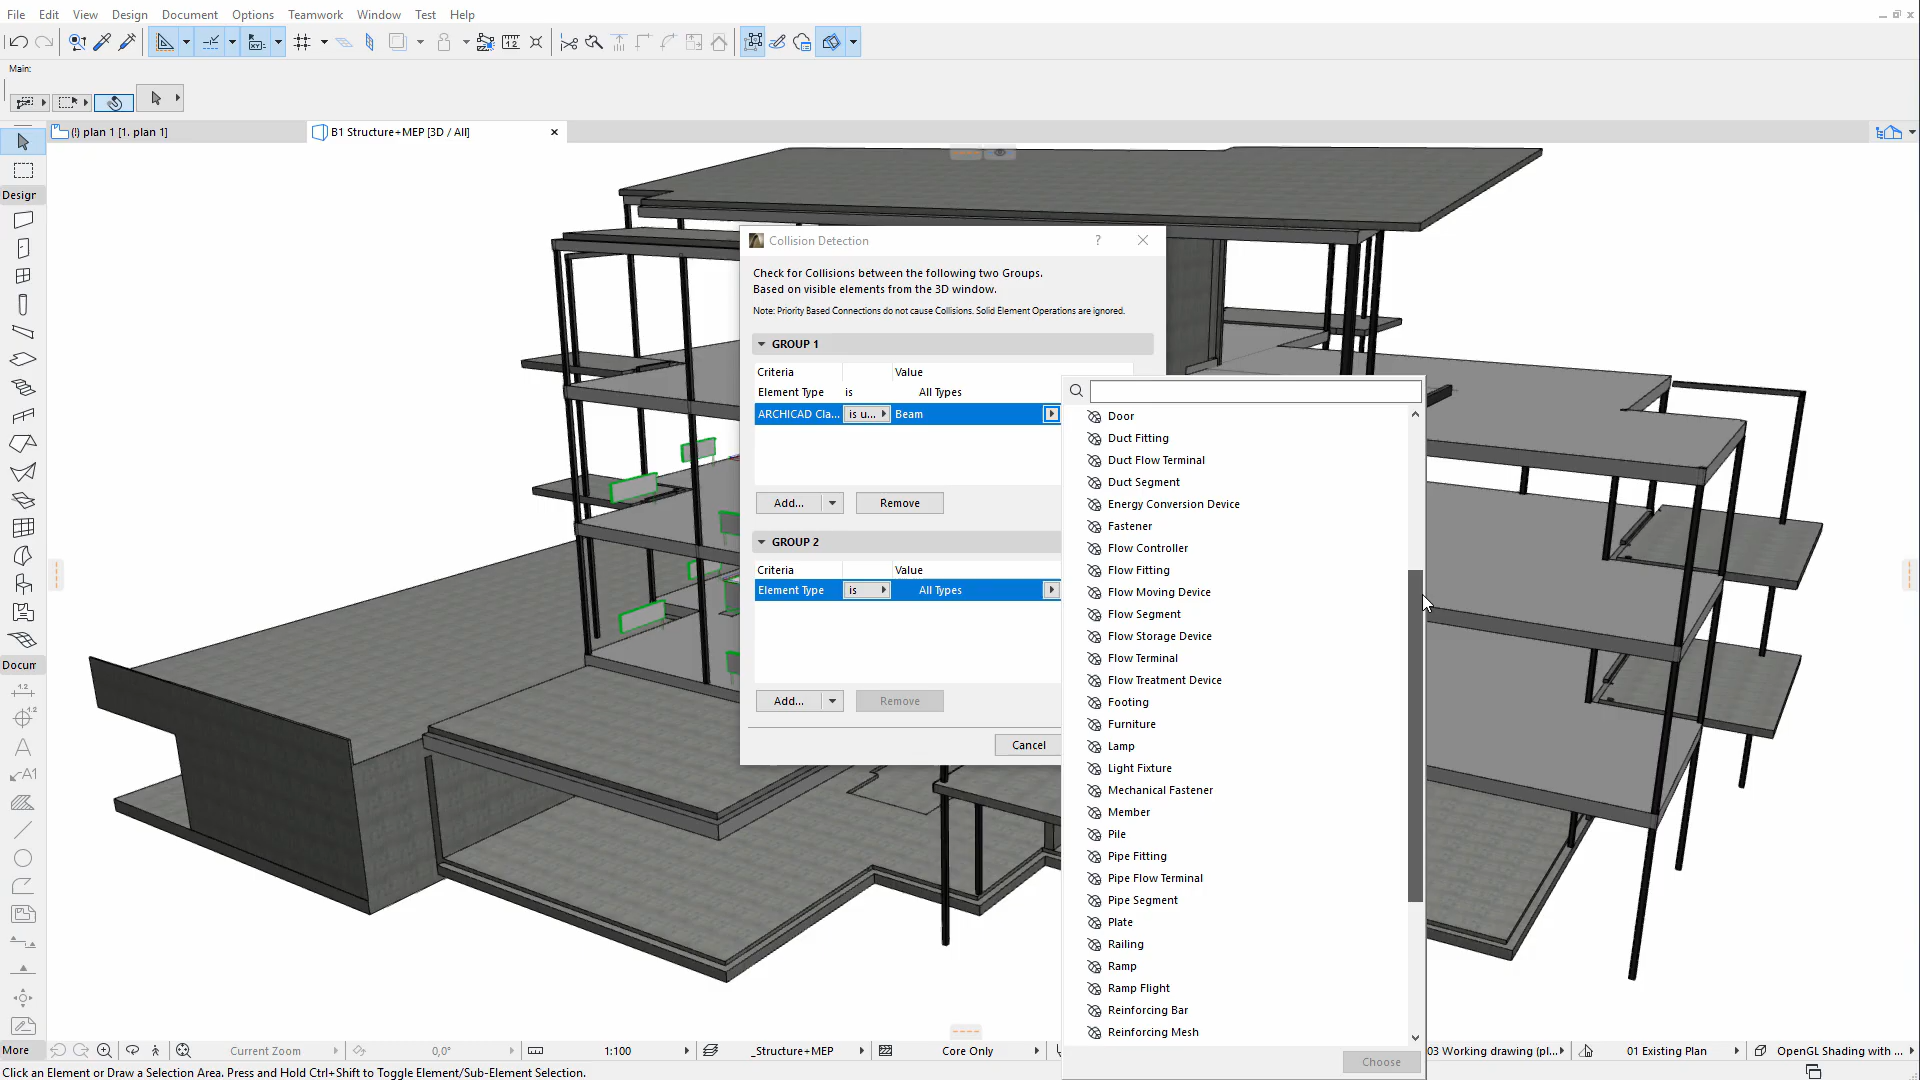 File Edit View Design Document Options Teamwork Window Test Help
Main:
(!) plan 1 [1. plan 1]
B1 Structure+MEP [3D / All]
Design
Collision Detection
?
Check for Collisions between the following two Groups.
Based on visible elements from the 3D window.
Note: Priority Based Connections do not cause Collisions. Solid Element Operations are ignored.
GROUP 1
Criteria Value
Element Type is All Types
ARCHICAD Cla... is u... Beam
Add... Remove
GROUP 2
Criteria Value
Element Type is All Types
Add... Remove
Cancel
Door
Duct Fitting
Duct Flow Terminal
Duct Segment
Energy Conversion Device
Fastener
Flow Controller
Flow Fitting
Flow Moving Device
Flow Segment
Flow Storage Device
Flow Terminal
Flow Treatment Device
Footing
Furniture
Lamp
Light Fixture
Mechanical Fastener
Member
Pile
Pipe Fitting
Pipe Flow Terminal
Pipe Segment
Plate
Railing
Ramp
Ramp Flight
Reinforcing Bar
Reinforcing Mesh
Choose
Docum
1.2
1.2
A
A1
More
Current Zoom 0,0° 1:100 _Structure+MEP Core Only 03 Working drawing (pl... 01 Existing Plan OpenGL Shading with ...
Click an Element or Draw a Selection Area. Press and Hold Ctrl+Shift to Toggle Element/Sub-Element Selection.